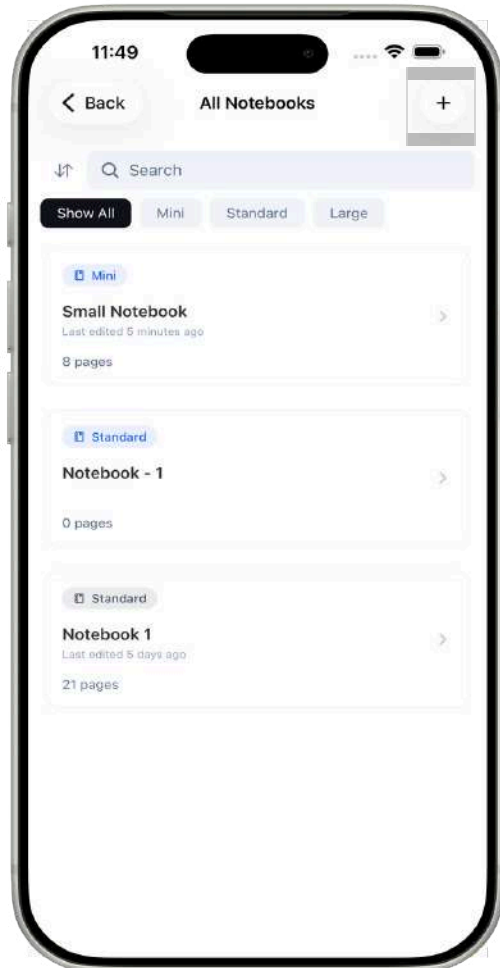 11:49
Back All Notebooks +
Search
Show All Mini Standard Large
Mini
Small Notebook
Last edited 5 minutes ago
8 pages
Standard
Notebook - 1
0 pages
Standard
Notebook 1
Last edited 5 days ago
21 pages